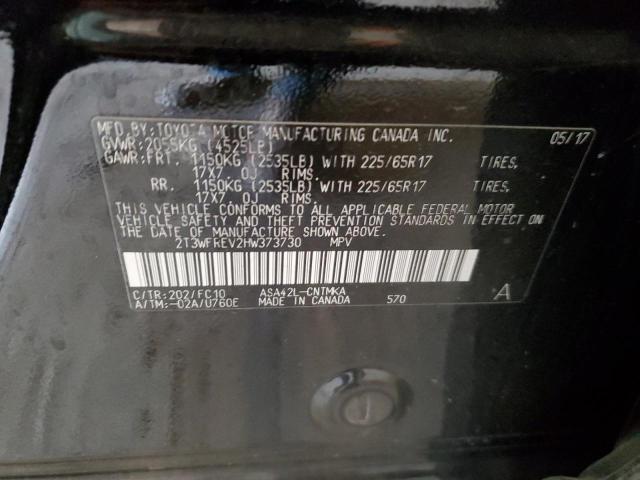 MFD. BY: TOYOTA MOTOR MANUFACTURING CANADA INC. 05/17
GVWR: 2055KG (4525LB)
GAWR: FRT. 1150KG (2535LB) WITH 225/65R17 TIRES,
17X7.0J RIMS.
RR. 1150KG (2535LB) WITH 225/65R17 TIRES,
17X7.0J RIMS.
THIS VEHICLE CONFORMS TO ALL APPLICABLE FEDERAL MOTOR
VEHICLE SAFETY AND THEFT PREVENTION STANDARDS IN EFFECT ON
THE DATE OF MANUFACTURE SHOWN ABOVE.
2T3WFREV2HW373730 MPV
C/TR: 202/FC10 ASA42L-CNTMKA
A/TM: -02A/U760E MADE IN CANADA 570 A